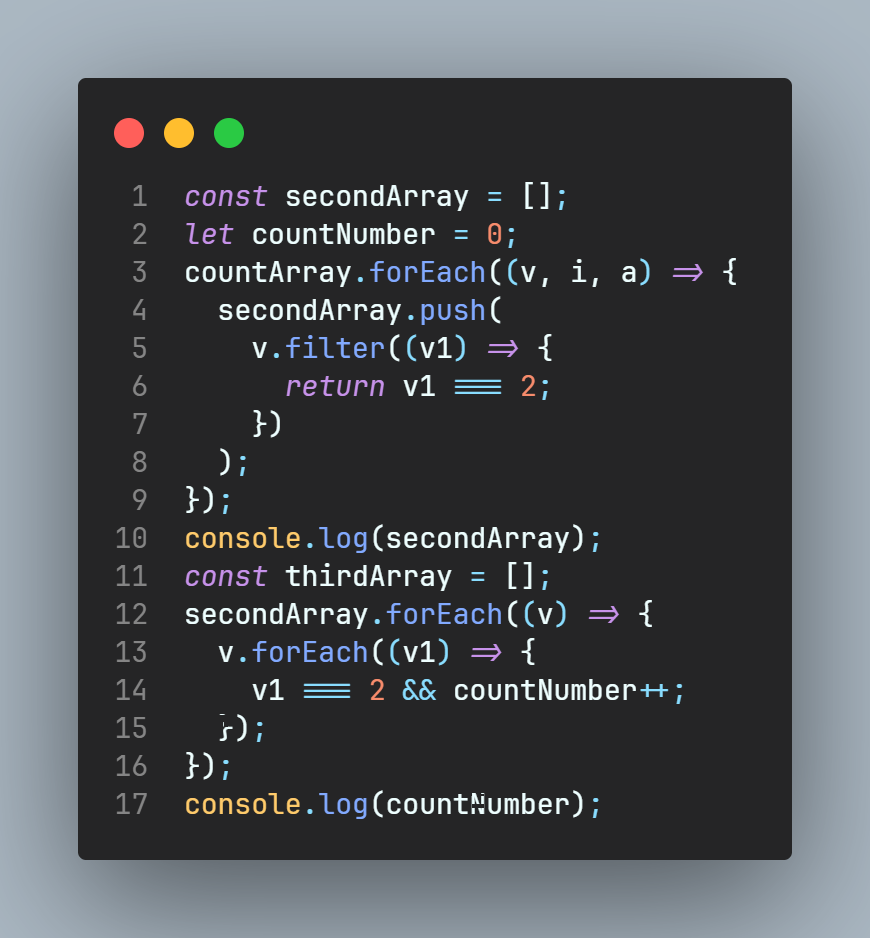 1 const secondArray = [];
2 let countNumber = 0;
3 countArray.forEach((v, i, a) => {
4   secondArray.push(
5     v.filter((v1) => {
6       return v1 === 2;
7     })
8   );
9 });
10 console.log(secondArray);
11 const thirdArray = [];
12 secondArray.forEach((v) => {
13   v.forEach((v1) => {
14     v1 === 2 && countNumber++;
15   });
16 });
17 console.log(countNumber);